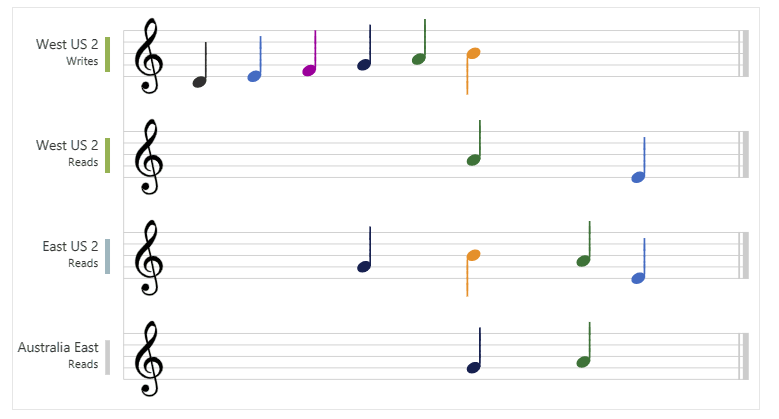 West US 2
Writes
West US 2
Reads
East US 2
Reads
Australia East
Reads